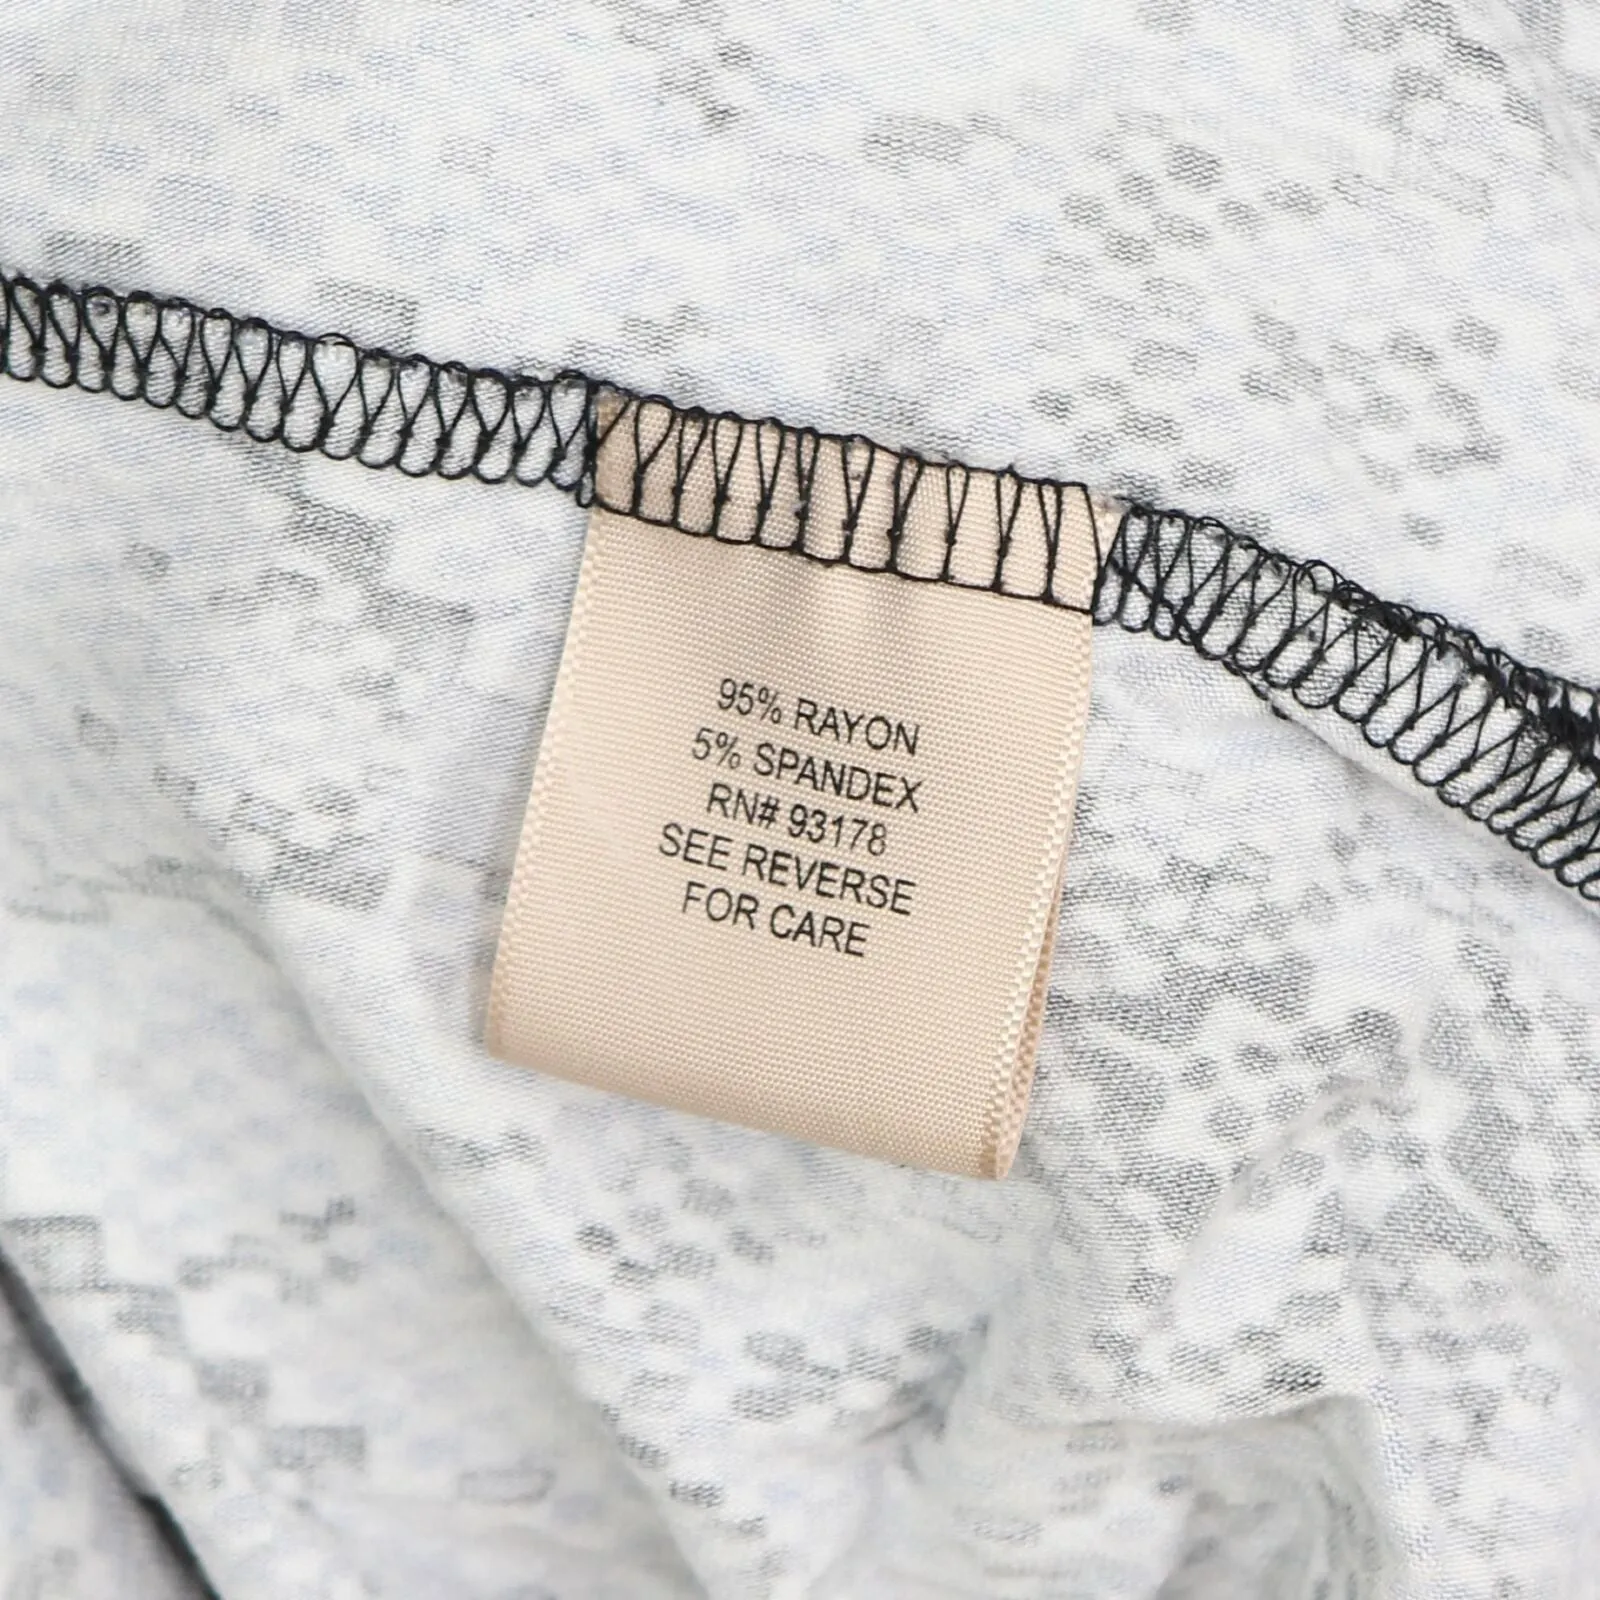 95% RAYON
5% SPANDEX
RN# 93178
SEE REVERSE
FOR CARE